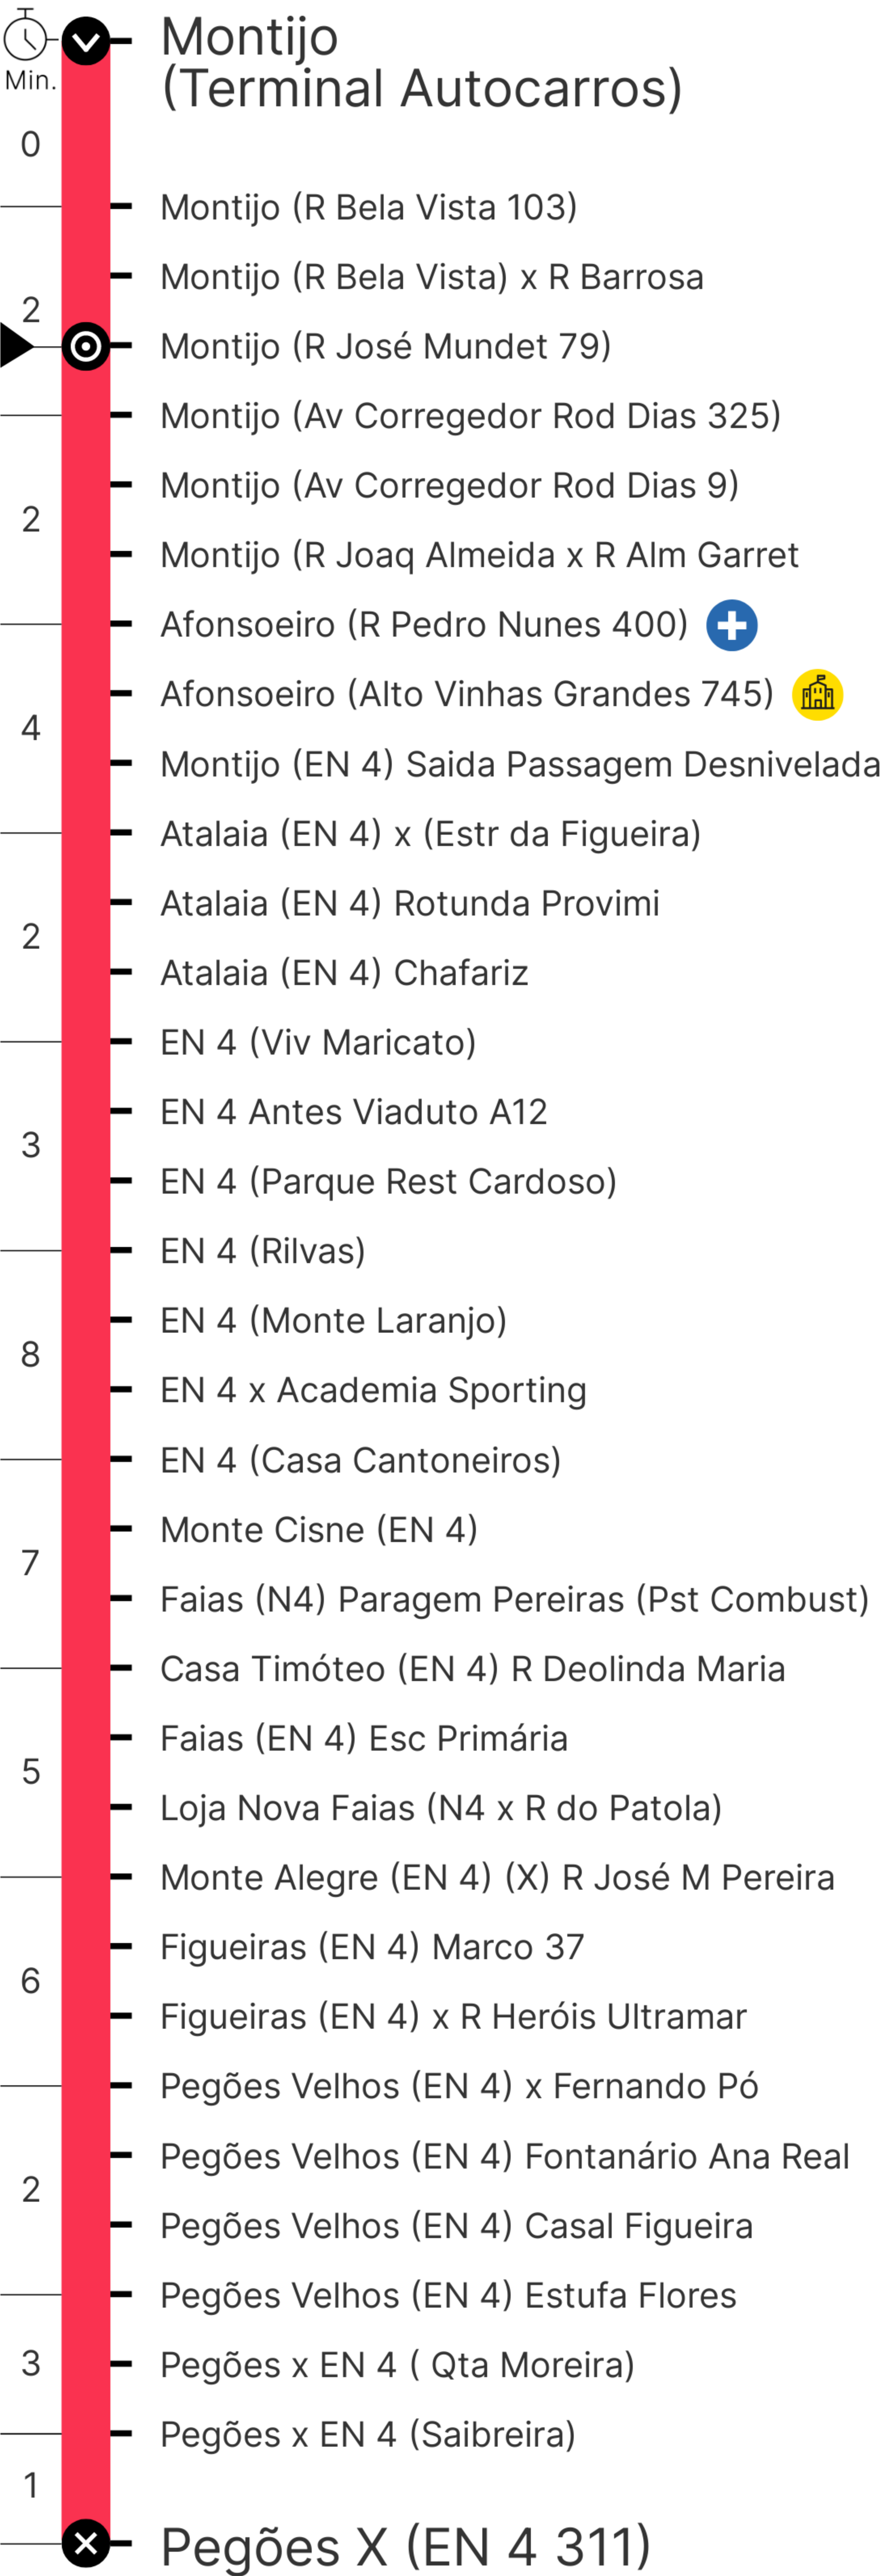 Montijo
(Terminal Autocarros)
Min.
0
Montijo (R Bela Vista 103)
Montijo (R Bela Vista) x R Barrosa
2
Montijo (R José Mundet 79)
Montijo (Av Corregedor Rod Dias 325)
Montijo (Av Corregedor Rod Dias 9)
2
Montijo (R Joaq Almeida x R Alm Garret
Afonsoeiro (R Pedro Nunes 400)
Afonsoeiro (Alto Vinhas Grandes 745)
4
Montijo (EN 4) Saida Passagem Desnivelada
Atalaia (EN 4) x (Estr da Figueira)
Atalaia (EN 4) Rotunda Provimi
2
Atalaia (EN 4) Chafariz
EN 4 (Viv Maricato)
EN 4 Antes Viaduto A12
3
EN 4 (Parque Rest Cardoso)
EN 4 (Rilvas)
EN 4 (Monte Laranjo)
8
EN 4 x Academia Sporting
EN 4 (Casa Cantoneiros)
Monte Cisne (EN 4)
7
Faias (N4) Paragem Pereiras (Pst Combust)
Casa Timóteo (EN 4) R Deolinda Maria
Faias (EN 4) Esc Primária
5
Loja Nova Faias (N4 x R do Patola)
Monte Alegre (EN 4) (X) R José M Pereira
Figueiras (EN 4) Marco 37
6
Figueiras (EN 4) x R Heróis Ultramar
Pegões Velhos (EN 4) x Fernando Pó
Pegões Velhos (EN 4) Fontanário Ana Real
2
Pegões Velhos (EN 4) Casal Figueira
Pegões Velhos (EN 4) Estufa Flores
3
Pegões x EN 4 ( Qta Moreira)
Pegões x EN 4 (Saibreira)
1
Pegões X (EN 4 311)